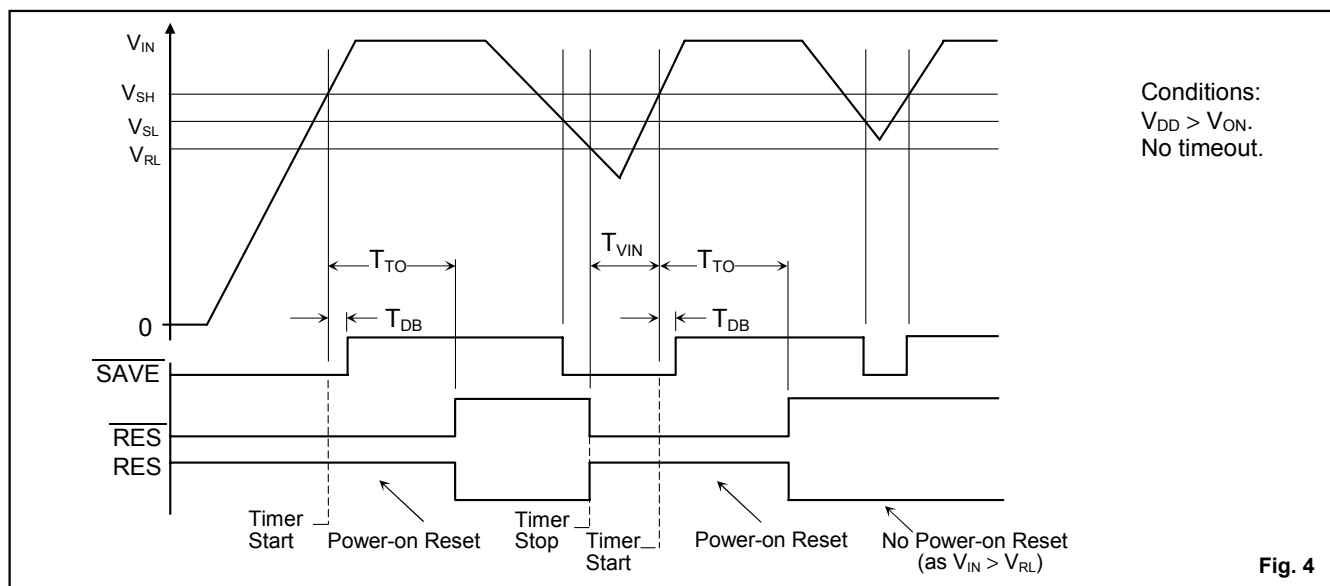 V_IN
V_SH
V_SL
V_RL
Conditions:
V_DD > V_ON.
No timeout.
T_VIN
T_TO
T_TO
T_DB
T_DB
0
SAVE
RES
RES
Timer Start
Power-on Reset
Timer Stop
Timer Start
Power-on Reset
No Power-on Reset
(as V_IN > V_RL)
Fig. 4